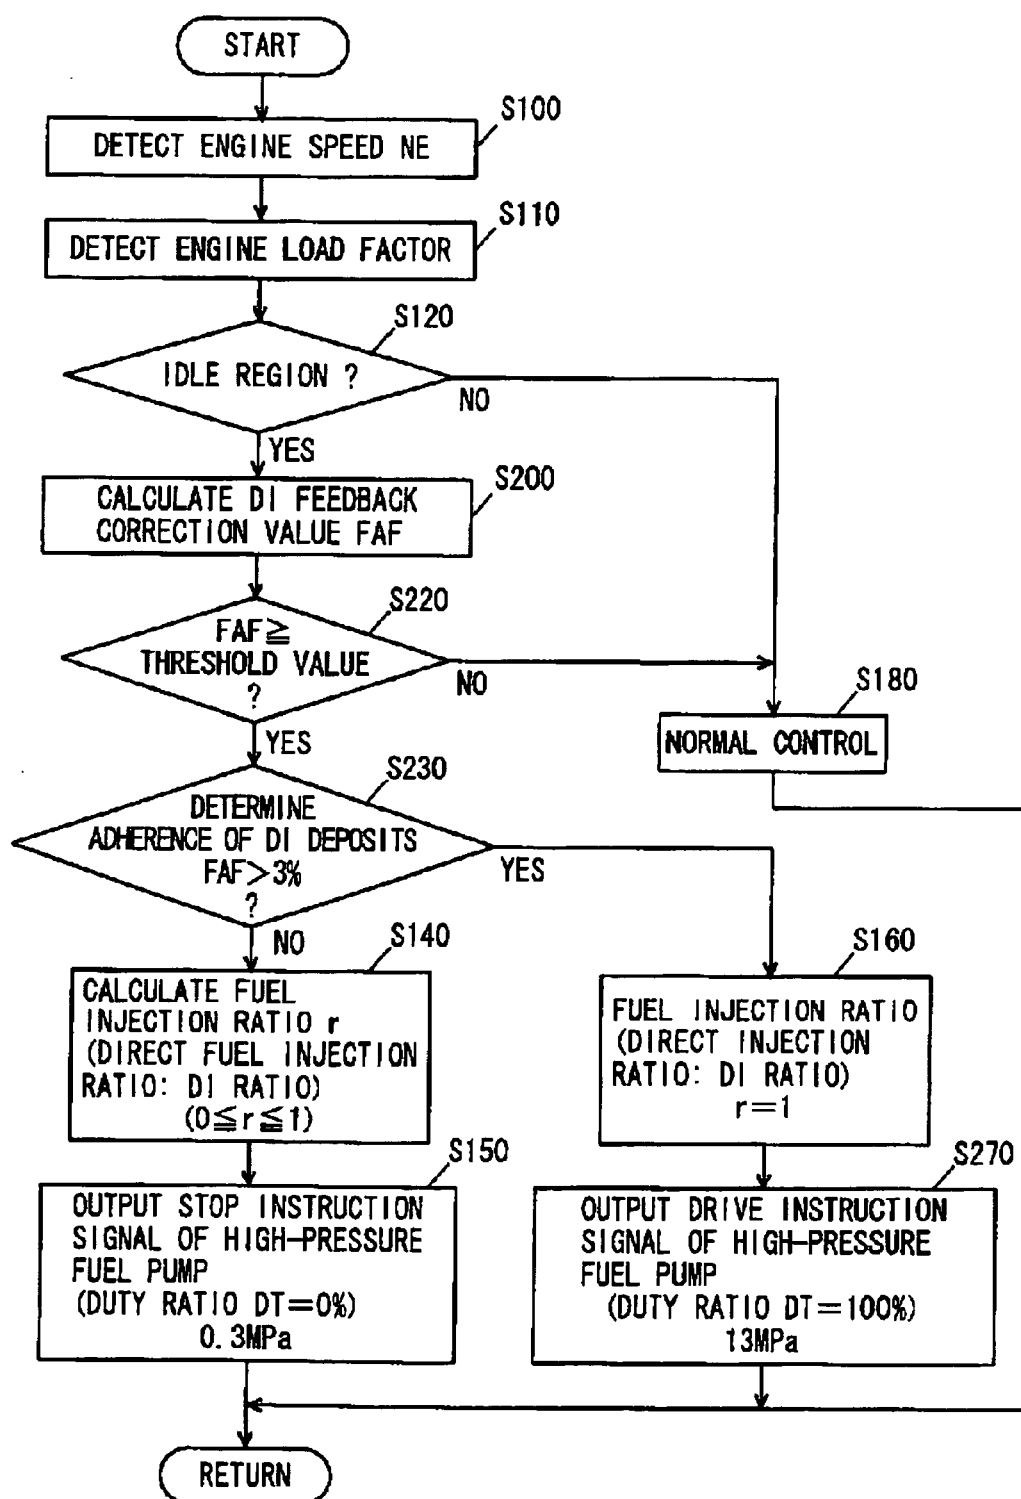 START
S100
DETECT ENGINE SPEED NE
S110
DETECT ENGINE LOAD FACTOR
S120
IDLE REGION ?
NO
YES
S200
CALCULATE DI FEEDBACK
CORRECTION VALUE FAF
S220
FAF≧
THRESHOLD VALUE
?
NO
YES
S180
NORMAL CONTROL
S230
DETERMINE
ADHERENCE OF DI DEPOSITS
FAF>3%
?
YES
NO
S140
CALCULATE FUEL
INJECTION RATIO r
(DIRECT FUEL INJECTION
RATIO: DI RATIO)
(0≦r≦1)
S160
FUEL INJECTION RATIO
(DIRECT INJECTION
RATIO: DI RATIO)
r=1
S150
OUTPUT STOP INSTRUCTION
SIGNAL OF HIGH-PRESSURE
FUEL PUMP
(DUTY RATIO DT=0%)
0.3MPa
S270
OUTPUT DRIVE INSTRUCTION
SIGNAL OF HIGH-PRESSURE
FUEL PUMP
(DUTY RATIO DT=100%)
13MPa
RETURN